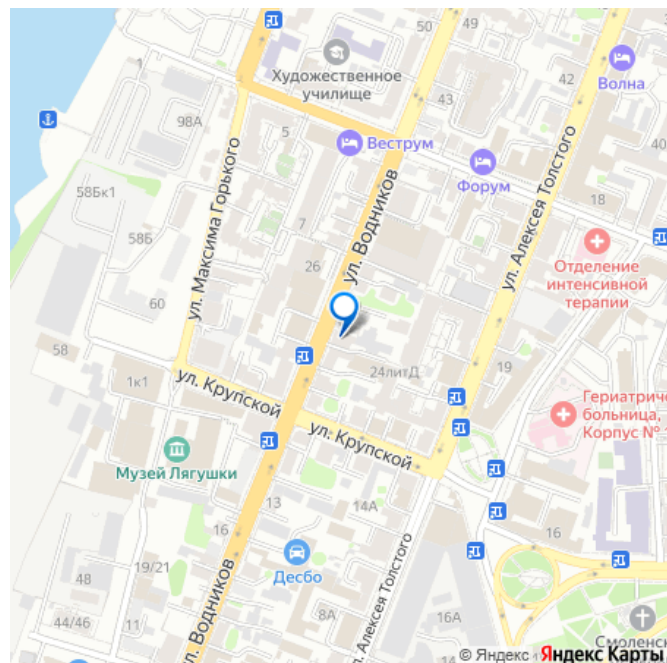 50
42
1
Художественное
училище
Волна
43
98А
5
Веструм
40
Форум
ул. Алексея Толстого
58Бк1
ул. Максима Горького
ул. Водников
18
7
58Б
Отделение
интенсивной
терапии
26
60
58
19
24литД
1к1
ул. Крупской
Гериатрич
больница,
Корпус №
ул. Крупской
Музей Лягушки
13
14А
16
16
19/21
Десбо
48
ул. Алексея Толстого
44/46
11
ул. Водников
8А
16А
Смоленск
© Яндекс
Яндекс Карты